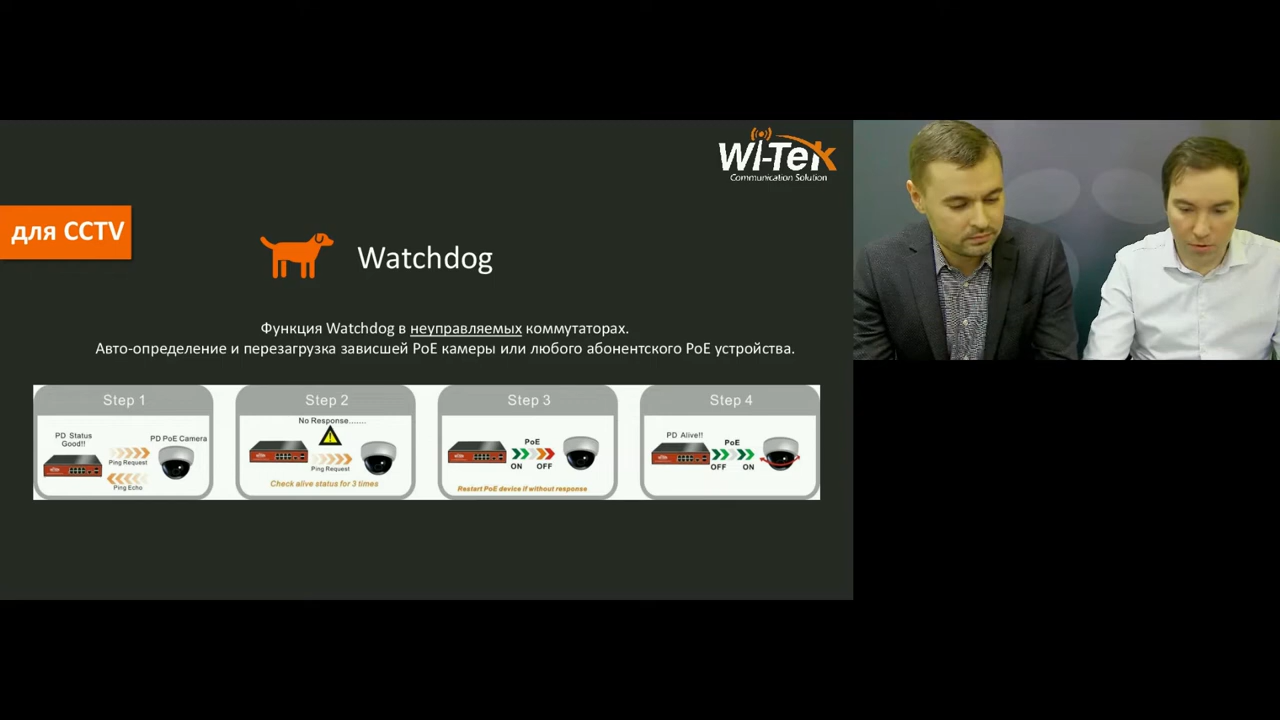 Wi-Tek
Communication Solution
для CCTV
Watchdog
Функция Watchdog в неуправляемых коммутаторах.
Авто-определение и перезагрузка зависшей PoE камеры или любого абонентского PoE устройства.
Step 1
PD Status
Good!!
PD PoE Camera
Ping Request
Ping Echo
Step 2
No Response.......
Ping Request
Check alive status for 3 times
Step 3
PoE
ON OFF
Restart PoE device if without response
Step 4
PD Alive!!
PoE
OFF ON